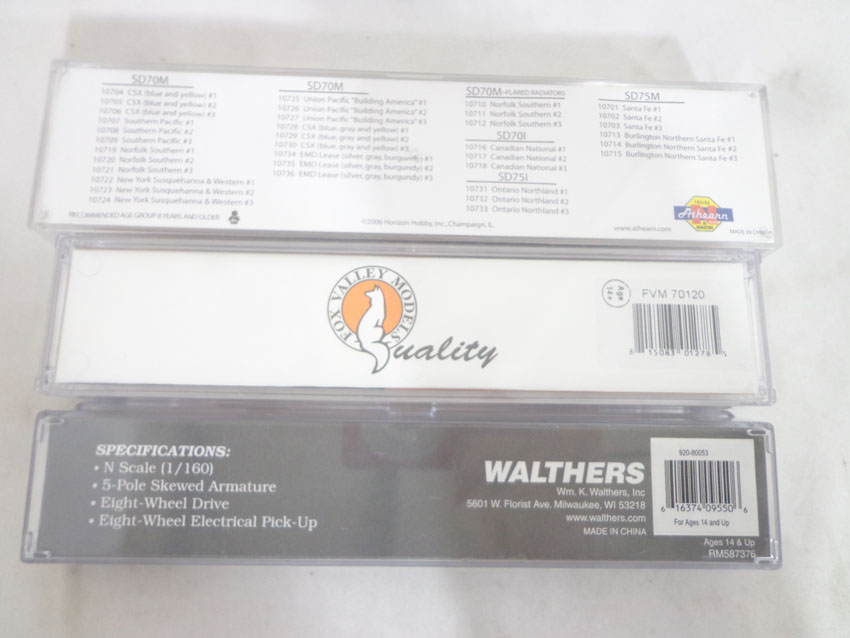 SD70M
10704 CSX (blue and yellow) #1
10705 CSX (blue and yellow) #2
10706 CSX (blue and yellow) #3
10707 Southern Pacific #1
10708 Southern Pacific #2
10709 Southern Pacific #3
10719 Norfolk Southern #1
10720 Norfolk Southern #2
10721 Norfolk Southern #3
10722 New York Susquehanna & Western #1
10723 New York Susquehanna & Western #2
10724 New York Susquehanna & Western #3
RECOMMENDED AGE GROUP 8 YEARS AND OLDER
SD70M
10725 Union Pacific "Building America" #1
10726 Union Pacific "Building America" #2
10727 Union Pacific "Building America" #3
10728 CSX (blue, gray and yellow) #1
10729 CSX (blue, gray and yellow) #2
10730 CSX (blue, gray and yellow) #3
10734 EMD Lease (silver, gray, burgundy) #1
10735 EMD Lease (silver, gray, burgundy) #2
10736 EMD Lease (silver, gray, burgundy) #3
©2006 Horizon Hobby, Inc., Champaign, IL.
SD70M-FLARED RADIATORS
10710 Norfolk Southern #1
10711 Norfolk Southern #2
10712 Norfolk Southern #3
SD70I
10716 Canadian National #1
10717 Canadian National #2
10718 Canadian National #3
SD75I
10731 Ontario Northland #1
10732 Ontario Northland #2
10733 Ontario Northland #3
SD75M
10701 Santa Fe #1
10702 Santa Fe #2
10703 Santa Fe #3
10713 Burlington Northern Santa Fe #1
10714 Burlington Northern Santa Fe #2
10715 Burlington Northern Santa Fe #3
TRAINS
Athearn
IN MINIATURE
www.athearn.com
MADE IN CHINA
FOX VALLEY MODELS
Quality
Age 14+
FVM 70120
8 15083 01278 5
SPECIFICATIONS:
• N Scale (1/160)
• 5-Pole Skewed Armature
• Eight-Wheel Drive
• Eight-Wheel Electrical Pick-Up
WALTHERS
Wm. K. Walthers, Inc
5601 W. Florist Ave. Milwaukee, WI 53218
www.walthers.com
MADE IN CHINA
920-80053
6 16374 09550 6
For Ages 14 and Up
Ages 14 & Up
RM587376